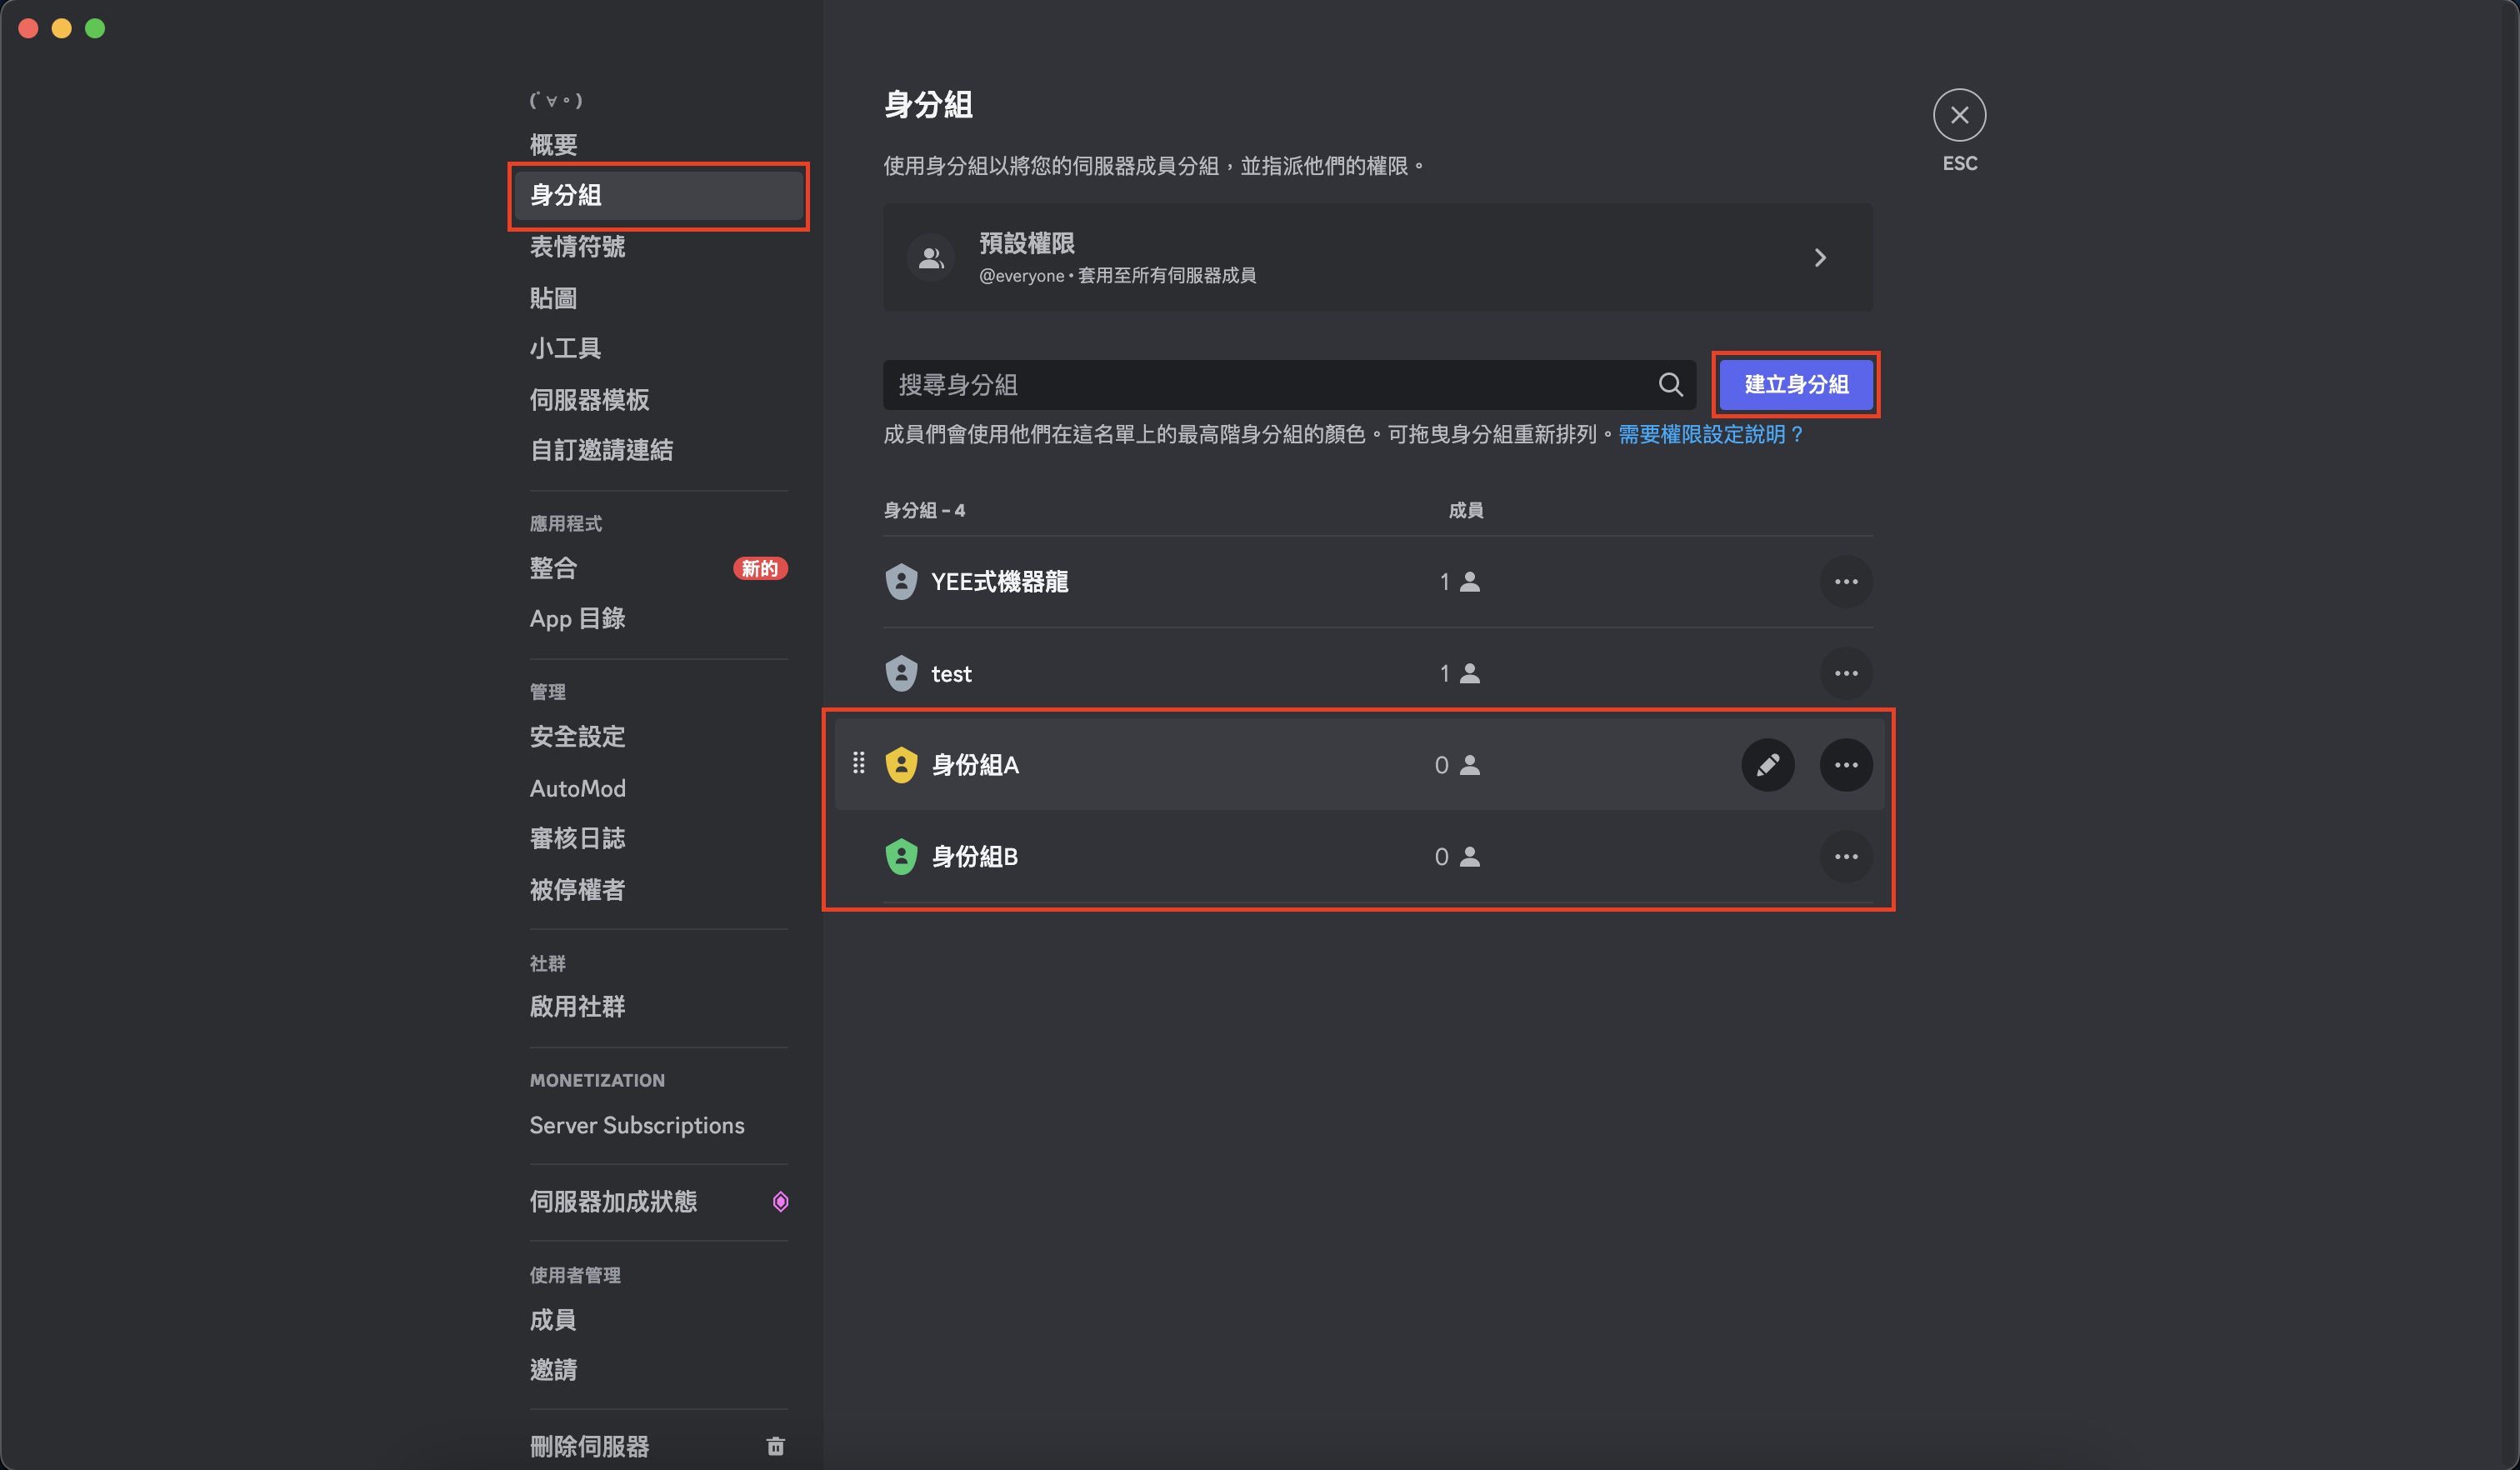 (˙∀∘)
概要
身分組
表情符號
貼圖
小工具
伺服器模板
自訂邀請連結
應用程式
整合
新的
App 目錄
管理
安全設定
AutoMod
審核日誌
被停權者
社群
啟用社群
MONETIZATION
Server Subscriptions
伺服器加成狀態
使用者管理
成員
邀請
刪除伺服器
身分組
使用身分組以將您的伺服器成員分組，並指派他們的權限。
預設權限
@everyone • 套用至所有伺服器成員
搜尋身分組
建立身分組
成員們會使用他們在這名單上的最高階身分組的顏色。可拖曳身分組重新排列。需要權限設定說明？
身分組 – 4
成員
YEE式機器龍
1
test
1
身份組A
0
身份組B
0
ESC